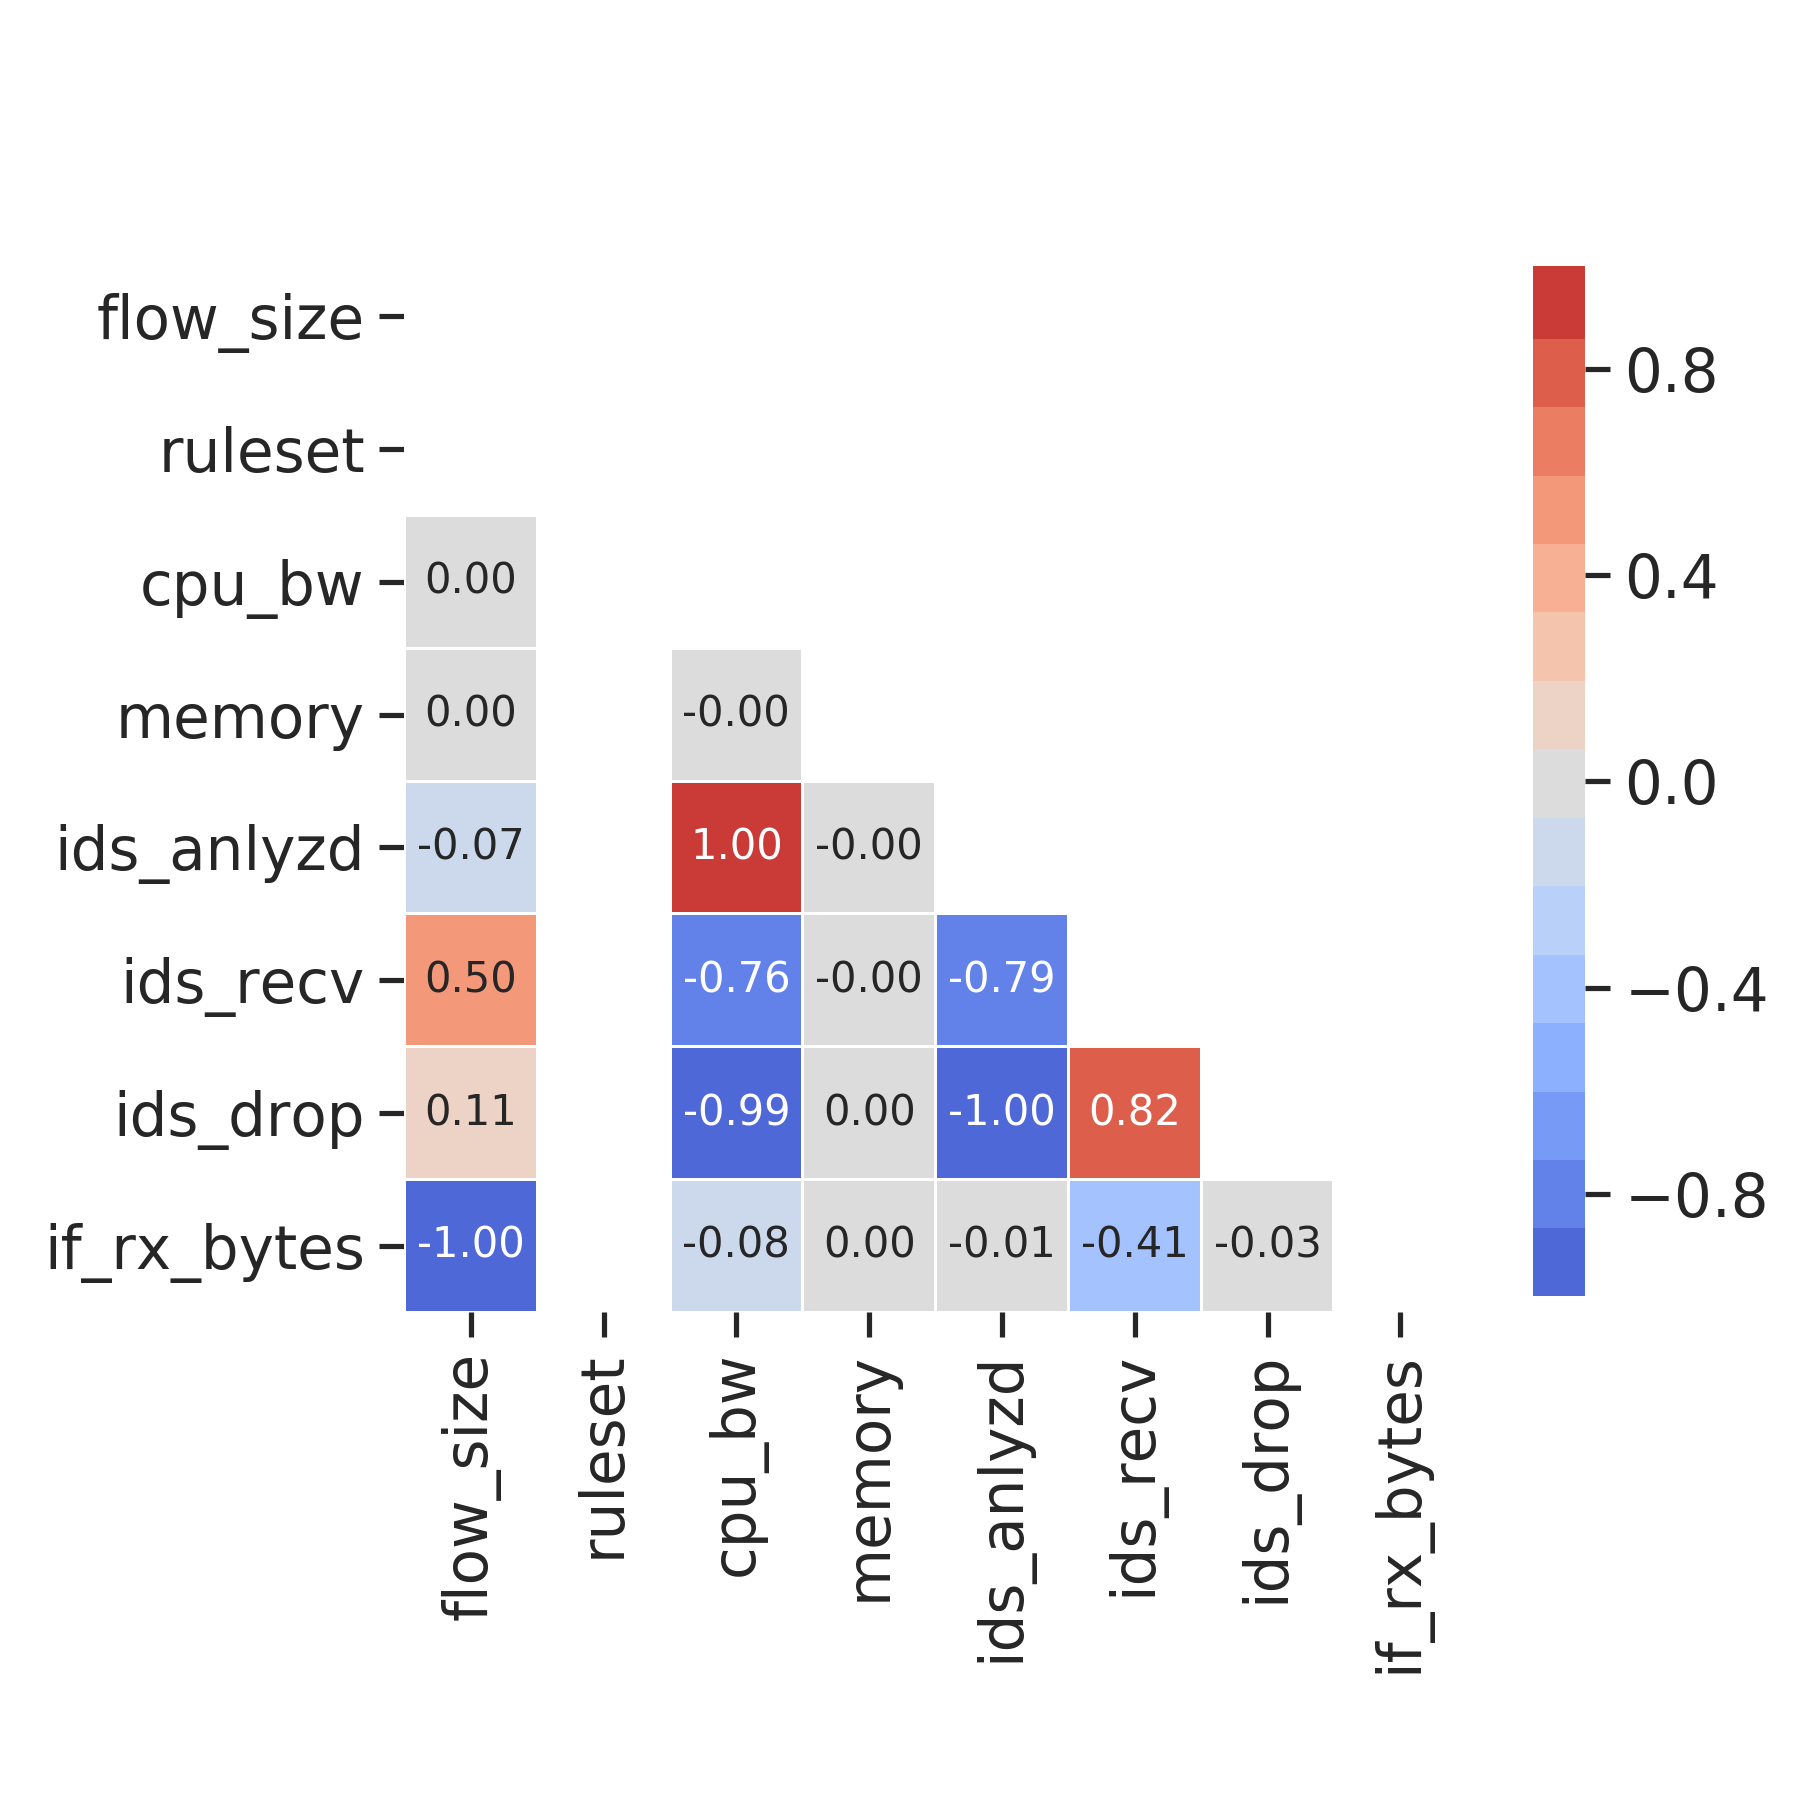 flow_size
ruleset
cpu_bw 0.00
memory 0.00 -0.00
ids_anlyzd -0.07 1.00 -0.00
ids_recv 0.50 -0.76 -0.00 -0.79
ids_drop 0.11 -0.99 0.00 -1.00 0.82
if_rx_bytes -1.00 -0.08 0.00 -0.01 -0.41 -0.03
flow_size
ruleset
cpu_bw
memory
ids_anlyzd
ids_recv
ids_drop
if_rx_bytes
0.8
0.4
0.0
−0.4
−0.8